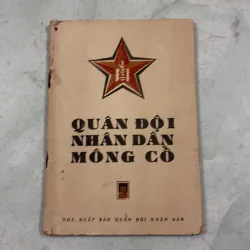 QUÂN ĐỘI
NHÂN DÂN
MÔNG CỔ
NHÀ XUẤT BẢN QUÂN ĐỘI NHÂN DÂN